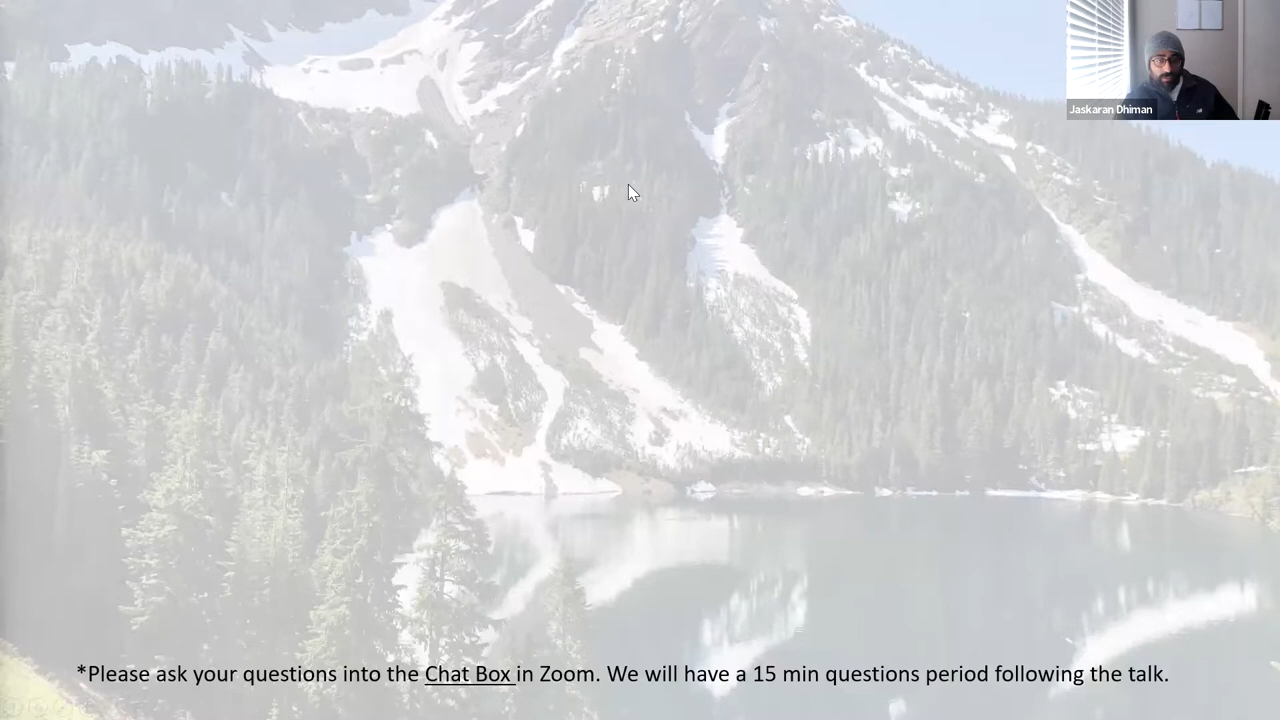 Jaskaran Dhiman
*Please ask your questions into the Chat Box in Zoom. We will have a 15 min questions period following the talk.